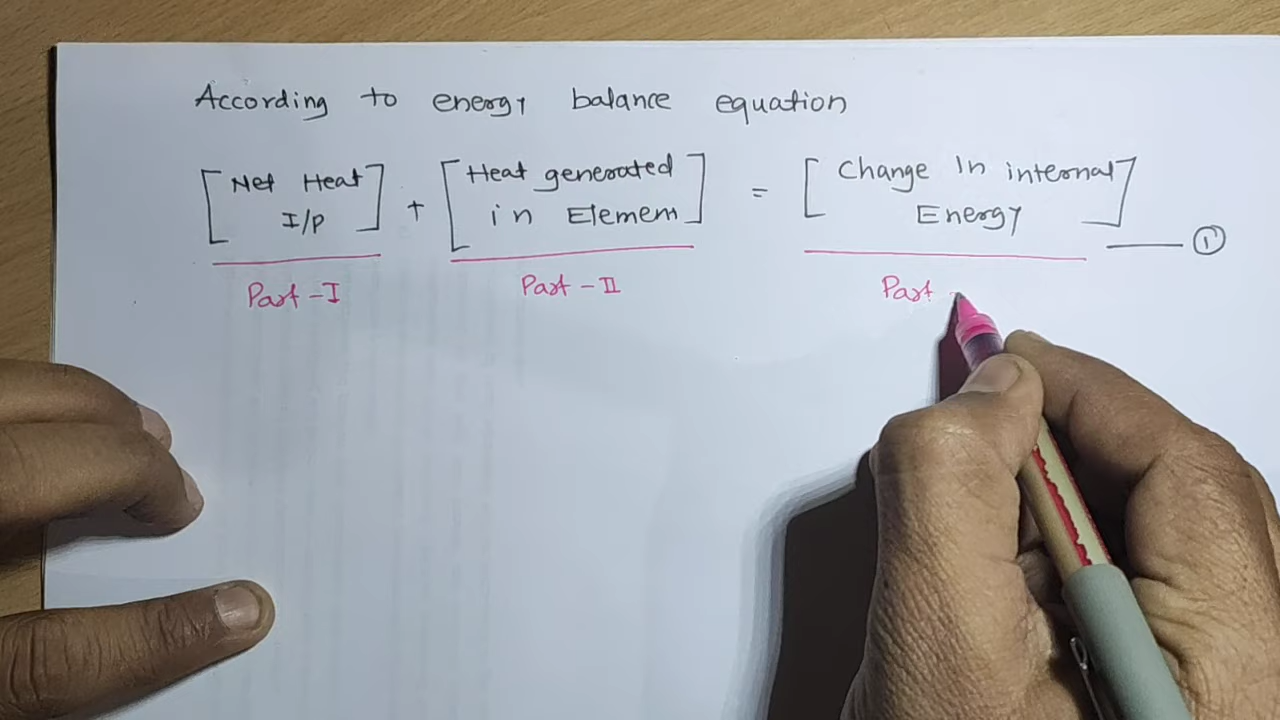 According to energy balance equation
[Net Heat I/P] + [Heat generated in Elemen] = [Change In internal Energy] —— ①
Part - I Part - II Part -